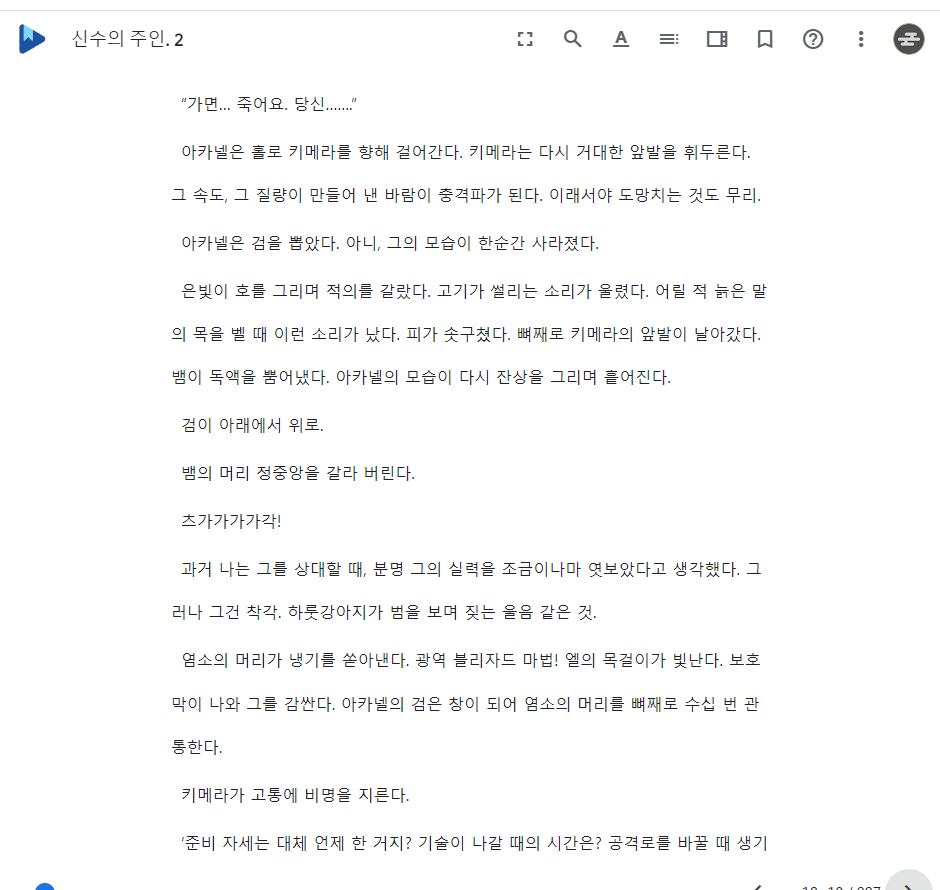 신수의 주인. 2
“가면... 죽어요. 당신.......”
아카넬은 홀로 키메라를 향해 걸어간다. 키메라는 다시 거대한 앞발을 휘두른다.
그 속도, 그 질량이 만들어 낸 바람이 충격파가 된다. 이래서야 도망치는 것도 무리.
아카넬은 검을 뽑았다. 아니, 그의 모습이 한순간 사라졌다.
은빛이 호를 그리며 적의를 갈랐다. 고기가 썰리는 소리가 울렸다. 어릴 적 늙은 말
의 목을 벨 때 이런 소리가 났다. 피가 솟구쳤다. 뼈째로 키메라의 앞발이 날아갔다.
뱀이 독액을 뿜어냈다. 아카넬의 모습이 다시 잔상을 그리며 흩어진다.
검이 아래에서 위로.
뱀의 머리 정중앙을 갈라 버린다.
츠가가가가각!
과거 나는 그를 상대할 때, 분명 그의 실력을 조금이나마 엿보았다고 생각했다. 그
러나 그건 착각. 하룻강아지가 범을 보며 짖는 울음 같은 것.
염소의 머리가 냉기를 쏟아낸다. 광역 블리자드 마법! 엘의 목걸이가 빛난다. 보호
막이 나와 그를 감싼다. 아카넬의 검은 창이 되어 염소의 머리를 뼈째로 수십 번 관
통한다.
키메라가 고통에 비명을 지른다.
‘준비 자세는 대체 언제 한 거지? 기술이 나갈 때의 시간은? 공격로를 바꿀 때 생기